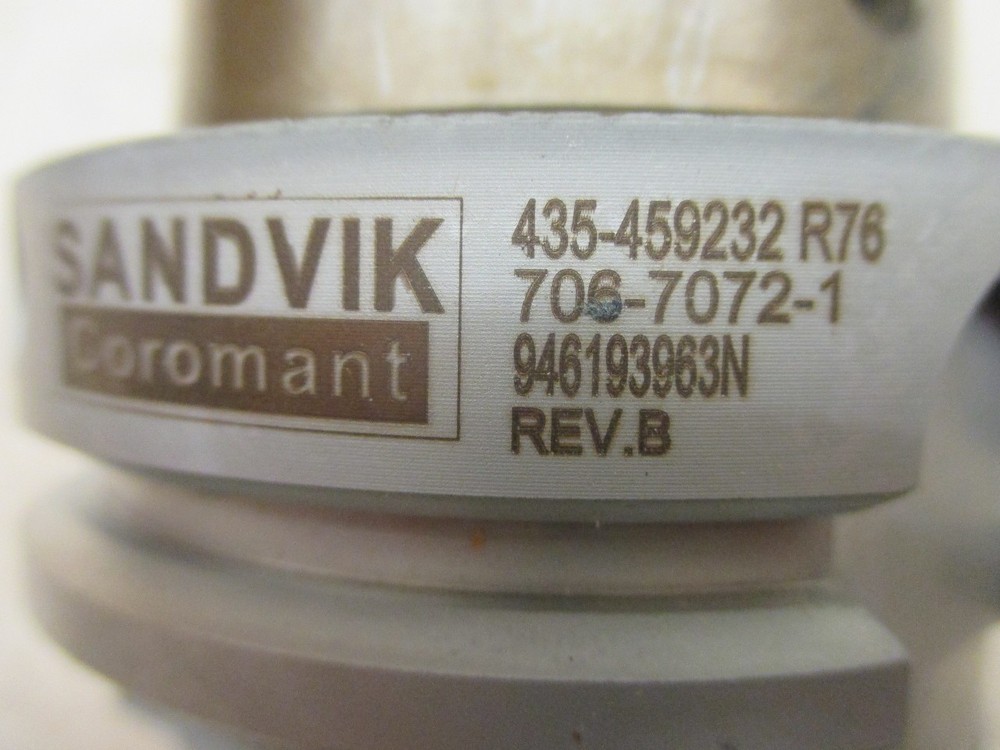 SANDVIK
Coromant
435-459232 R76
706-7072-1
946193963N
REV.B